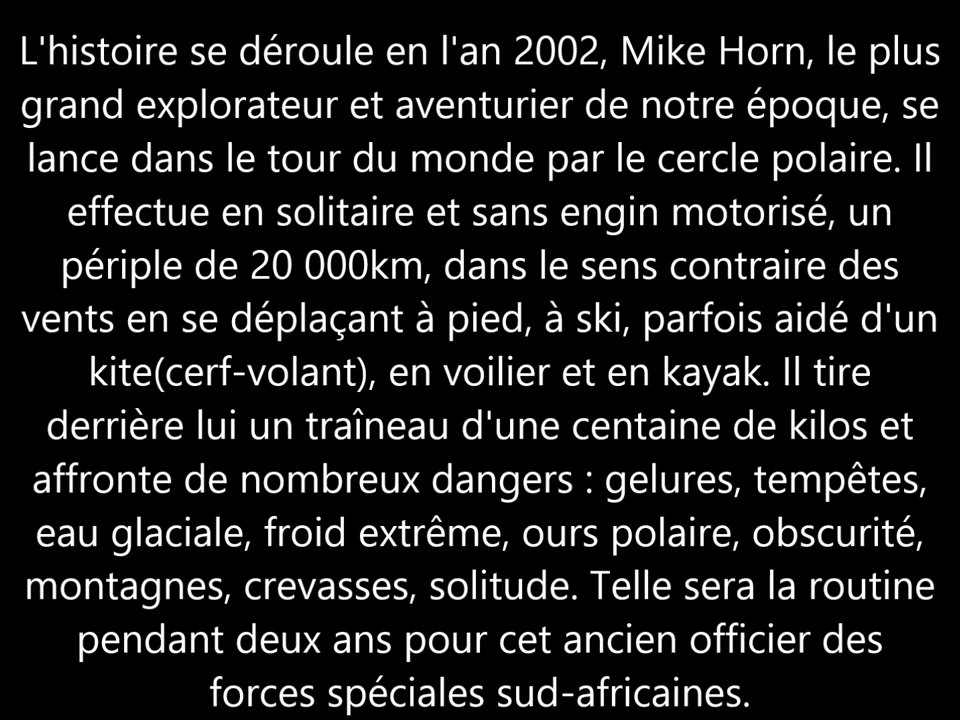 L'histoire se déroule en l'an 2002, Mike Horn, le plus
grand explorateur et aventurier de notre époque, se
lance dans le tour du monde par le cercle polaire. Il
effectue en solitaire et sans engin motorisé, un
périple de 20 000km, dans le sens contraire des
vents en se déplaçant à pied, à ski, parfois aidé d'un
kite(cerf-volant), en voilier et en kayak. Il tire
derrière lui un traîneau d'une centaine de kilos et
affronte de nombreux dangers : gelures, tempêtes,
eau glaciale, froid extrême, ours polaire, obscurité,
montagnes, crevasses, solitude. Telle sera la routine
pendant deux ans pour cet ancien officier des
forces spéciales sud-africaines.